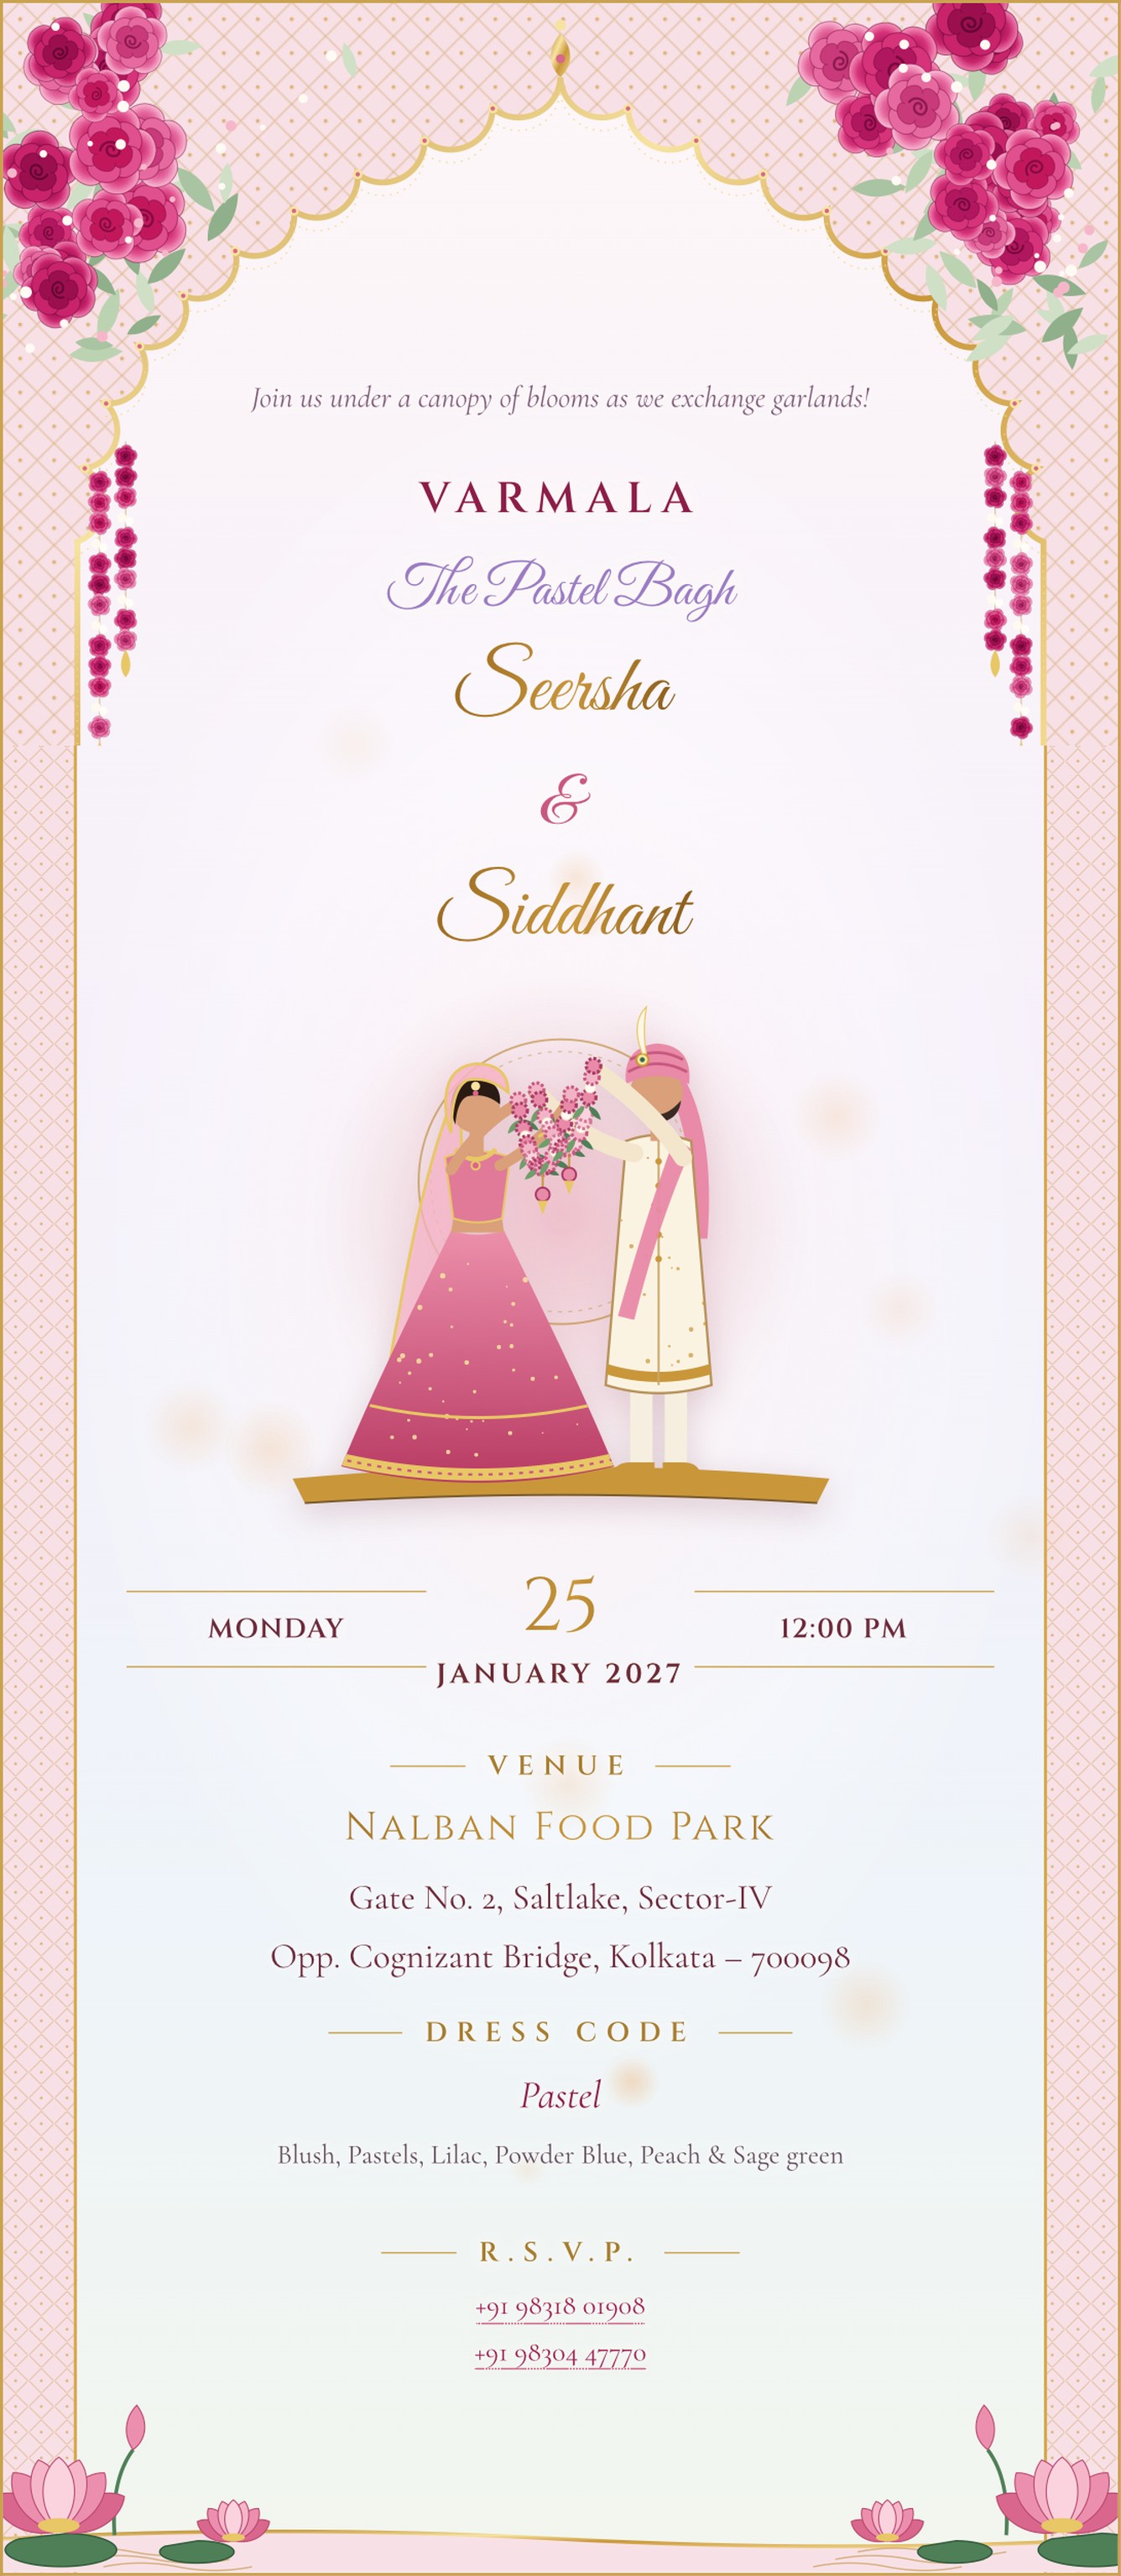 Join us under a canopy of blooms as we exchange garlands!
VARMALA
The Pastel Bagh
Seersha
&
Siddhant
MONDAY
25
JANUARY 2027
12:00 PM
VENUE
Nalban Food Park
Gate No. 2, Saltlake, Sector-IV
Opp. Cognizant Bridge, Kolkata – 700098
DRESS CODE
Pastel
Blush, Pastels, Lilac, Powder Blue, Peach & Sage green
R.S.V.P.
+91 98318 01908
+91 98304 47770